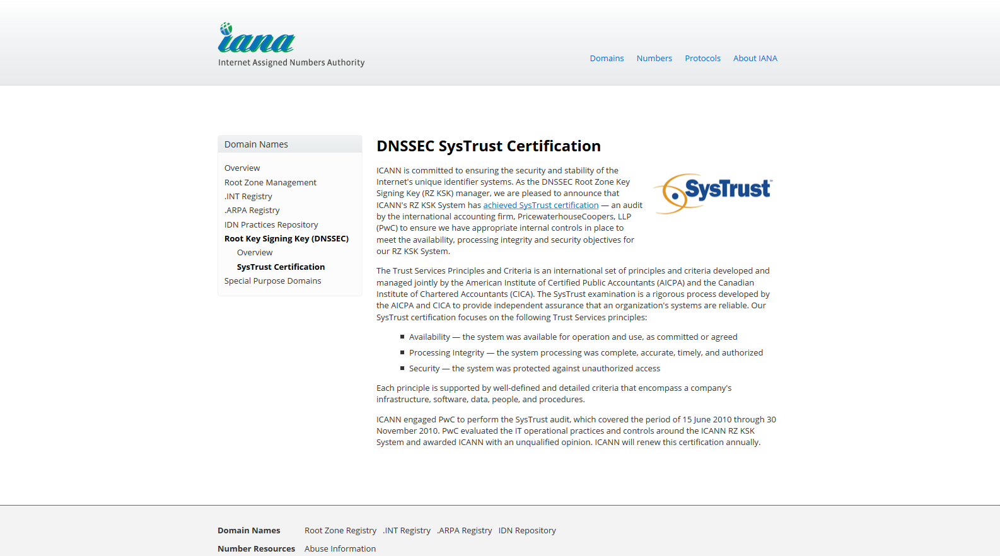 iana
Internet Assigned Numbers Authority
Domains Numbers Protocols About IANA
Domain Names
Overview
Root Zone Management
.INT Registry
.ARPA Registry
IDN Practices Repository
Root Key Signing Key (DNSSEC)
Overview
SysTrust Certification
Special Purpose Domains
DNSSEC SysTrust Certification
ICANN is committed to ensuring the security and stability of the
Internet's unique identifier systems. As the DNSSEC Root Zone Key
Signing Key (RZ KSK) manager, we are pleased to announce that
ICANN's RZ KSK System has achieved SysTrust certification — an audit
by the international accounting firm, PricewaterhouseCoopers, LLP
(PwC) to ensure we have appropriate internal controls in place to
meet the availability, processing integrity and security objectives for
our RZ KSK System.
SysTrust™
The Trust Services Principles and Criteria is an international set of principles and criteria developed and
managed jointly by the American Institute of Certified Public Accountants (AICPA) and the Canadian
Institute of Chartered Accountants (CICA). The SysTrust examination is a rigorous process developed by
the AICPA and CICA to provide independent assurance that an organization's systems are reliable. Our
SysTrust certification focuses on the following Trust Services principles:
Availability — the system was available for operation and use, as committed or agreed
Processing Integrity — the system processing was complete, accurate, timely, and authorized
Security — the system was protected against unauthorized access
Each principle is supported by well-defined and detailed criteria that encompass a company's
infrastructure, software, data, people, and procedures.
ICANN engaged PwC to perform the SysTrust audit, which covered the period of 15 June 2010 through 30
November 2010. PwC evaluated the IT operational practices and controls around the ICANN RZ KSK
System and awarded ICANN with an unqualified opinion. ICANN will renew this certification annually.
Domain Names Root Zone Registry .INT Registry .ARPA Registry IDN Repository
Number Resources Abuse Information